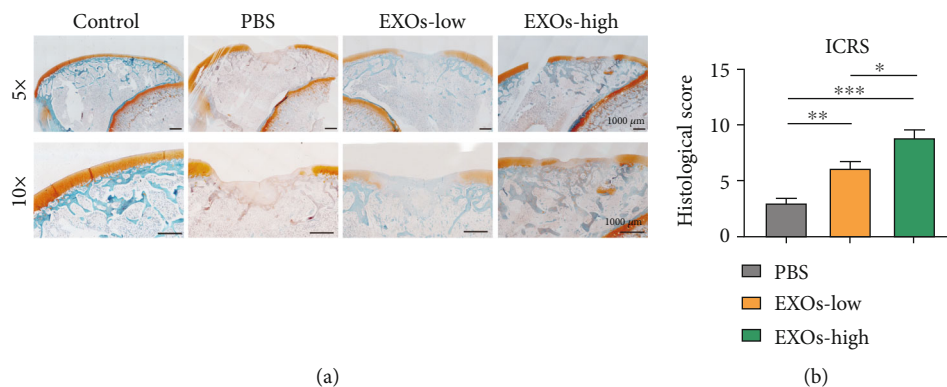 Control PBS EXOs-low EXOs-high
5×
1000 μm
10×
1000 μm
(a)
ICRS
Histological score
15
10
5
0
*
***
**
PBS
EXOs-low
EXOs-high
(b)